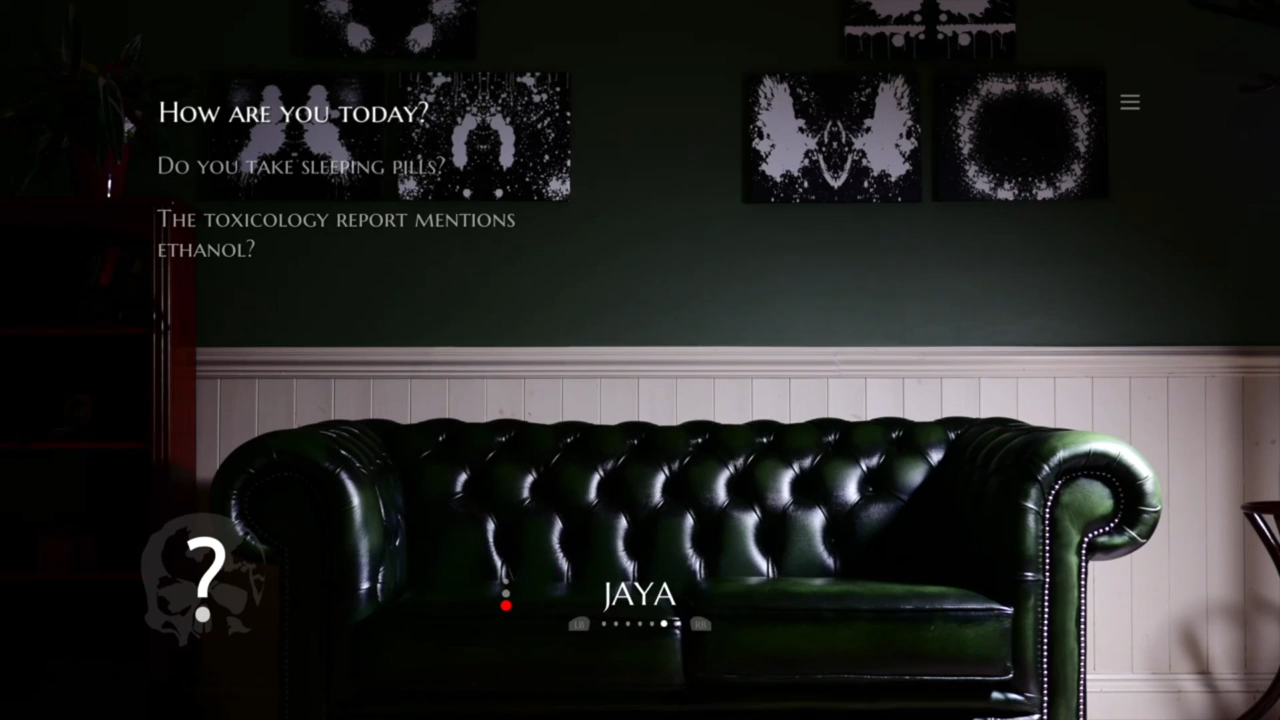 How are you today?
Do you take sleeping pills?
The toxicology report mentions
ethanol?
?
JAYA
LB RB